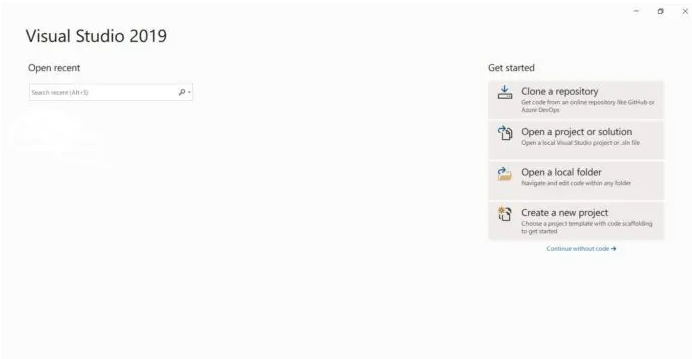 Visual Studio 2019
Open recent
Search recent (Alt+S)
Get started
Clone a repository
Get code from an online repository like GitHub or
Azure DevOps
Open a project or solution
Open a local Visual Studio project or .sln file
Open a local folder
Navigate and edit code within any folder
Create a new project
Choose a project template with code scaffolding
to get started
Continue without code →